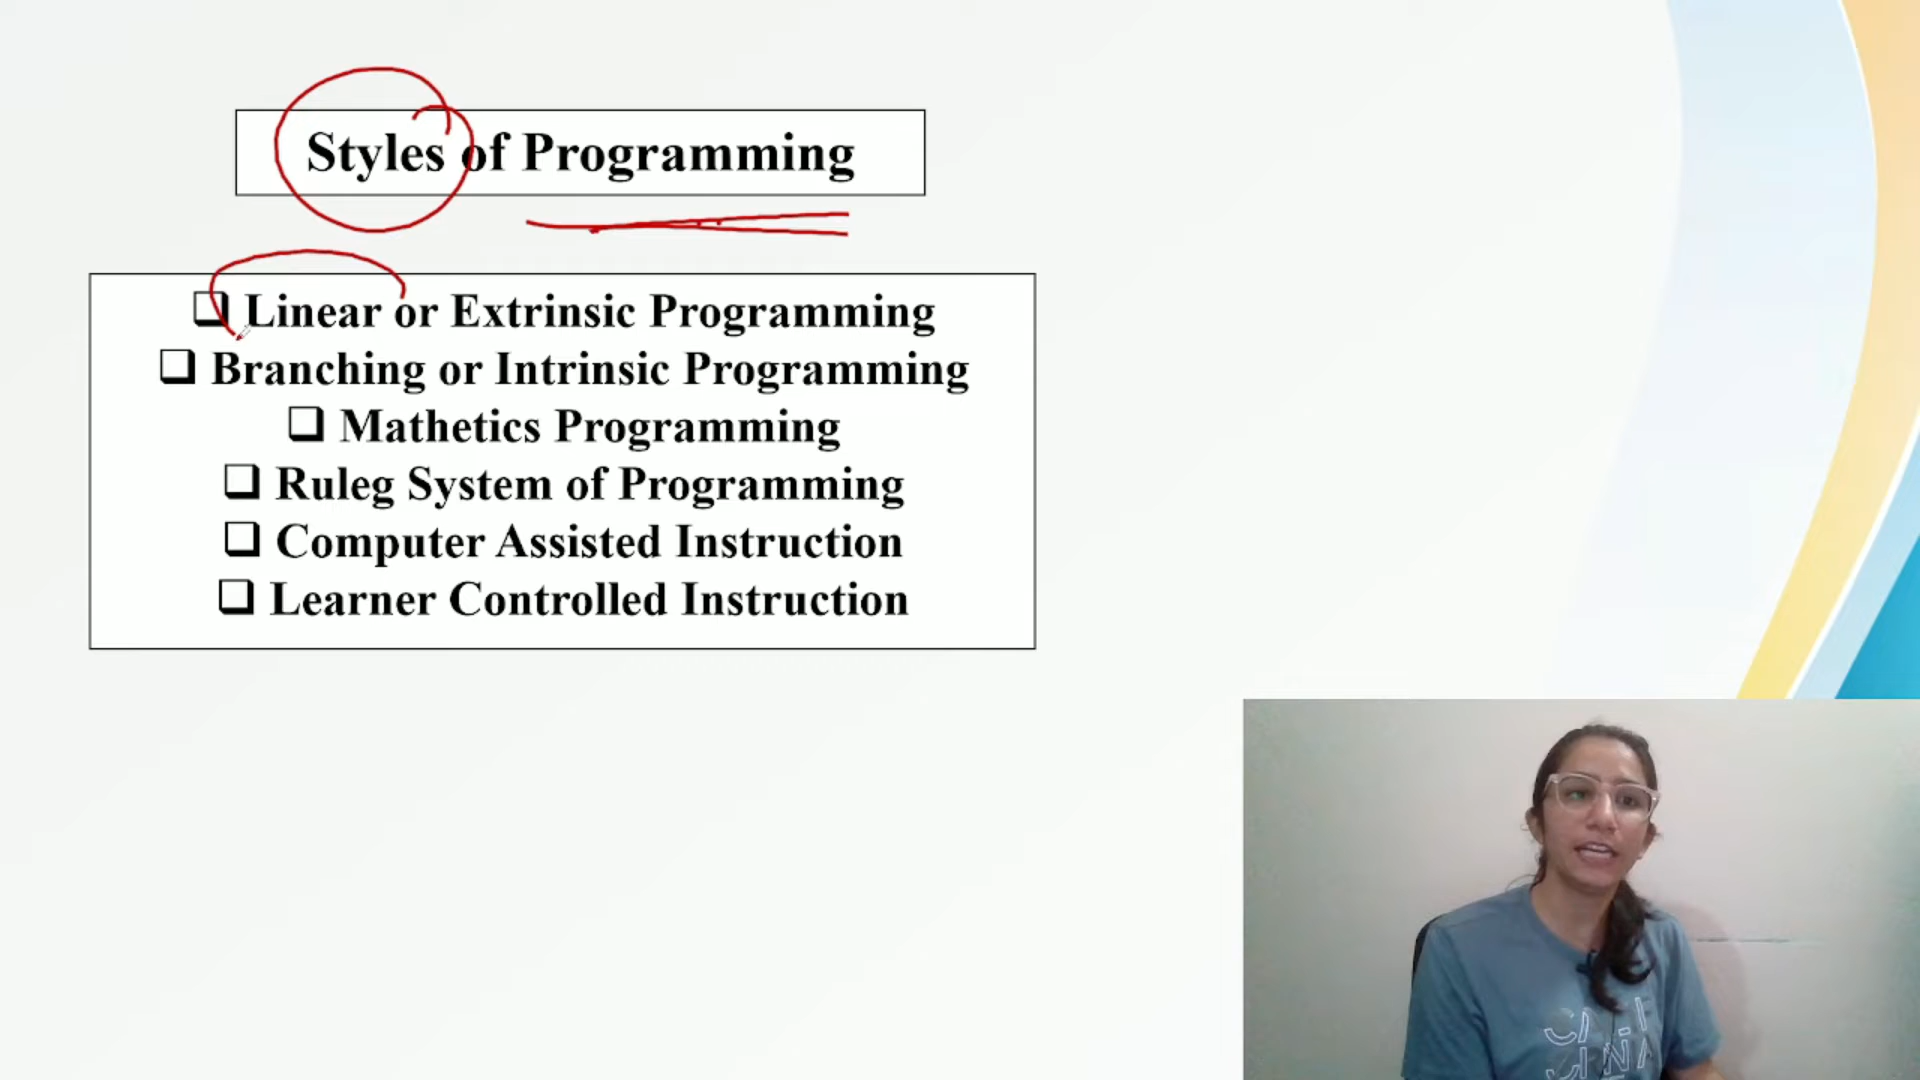 Styles of Programming
❑ Linear or Extrinsic Programming
❑ Branching or Intrinsic Programming
❑ Mathetics Programming
❑ Ruleg System of Programming
❑ Computer Assisted Instruction
❑ Learner Controlled Instruction